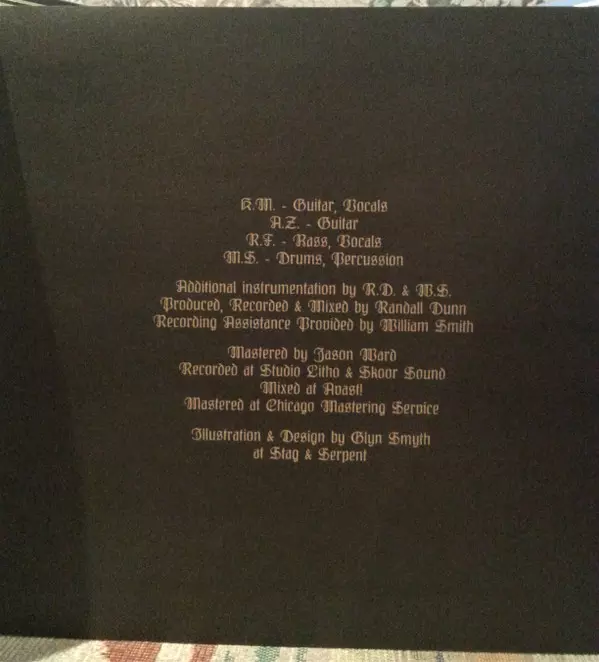 K.M. - Guitar, Vocals
A.Z. - Guitar
R.F. - Bass, Vocals
M.S. - Drums, Percussion
Additional instrumentation by R.D. & W.S.
Produced, Recorded & Mixed by Randall Dunn
Recording Assistance Provided by William Smith
Mastered by Jason Ward
Recorded at Studio Litho & Skoor Sound
Mixed at Avast!
Mastered at Chicago Mastering Service
Illustration & Design by Glyn Smyth
at Stag & Serpent